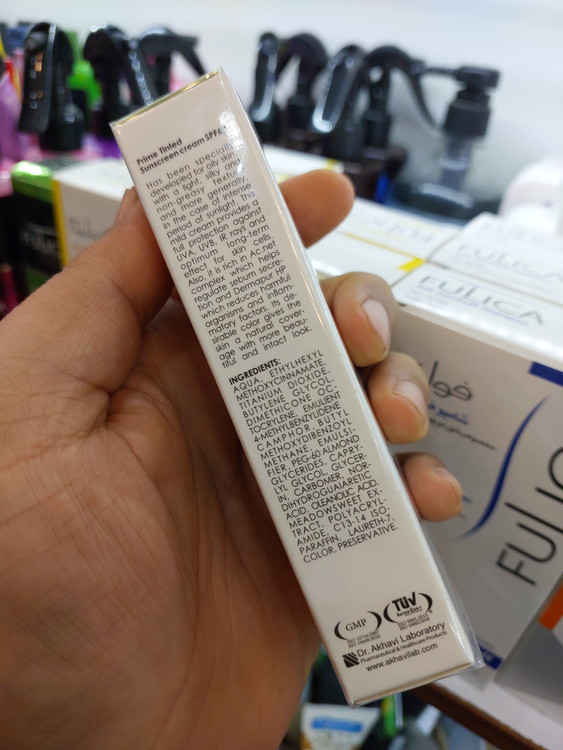 Prime Tinted
Sunscreen cream SPF
Has been specially
developed for oily skin
with a light, silky and
non-greasy texture
and more generally,
in the case of intense
period of sunlight. This
mild cream provides a
full protection against
UVA, UVB, IR rays and
optimum long-term
effect for skin cells.
Also, it is rich in Ac.net
complex which helps
regulate sebum secre-
tion and Dermapur HP
which reduces harmful
organisms and inflam-
matory factors. Its de-
sirable color gives the
skin a natural cover-
age with more beau-
tiful and intact look.
INGREDIENTS:
AQUA, ETHYLHEXYL
METHOXYCINNAMATE,
TITANIUM DIOXIDE,
BUTYLENE GLYCOL,
DIMETHICONE OC-
TOCRYLENE, EMULIENT
4-METHYLBENZYLIDENE
CAMPHOR BUTYL
METHOXYDIBENZOYL
METHANE, EMULSI-
FIER, PEG-60 ALMOND
GLYCERIDES, CAPRY-
LYL GLYCOL, GLYCER-
IN, CARBOMER, NOR-
DIHYDROGUAIARETIC
ACID, OLEANOLIC ACID,
MEADOWSWEET EX-
TRACT, POLYACRYL-
AMIDE, C13-14 ISO-
PARAFFIN, LAURETH-7,
COLOR, PRESERVATIVE.
GMP
TÜV
Dr. Akhavi Laboratory
Pharmaceutical & Healthcare Products
www.akhavilab.com
FULICA
FULICA